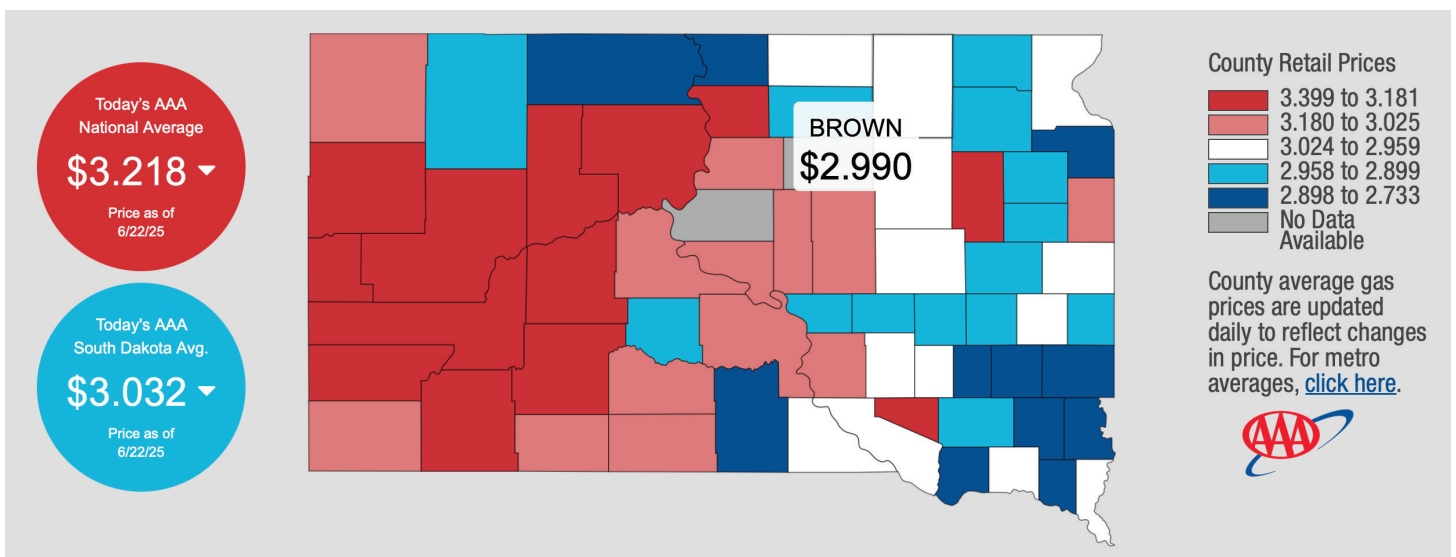 Today's AAA
National Average
$3.218
Price as of
6/22/25
Today's AAA
South Dakota Avg.
$3.032
Price as of
6/22/25
BROWN
$2.990
County Retail Prices
3.399 to 3.181
3.180 to 3.025
3.024 to 2.959
2.958 to 2.899
2.898 to 2.733
No Data
Available
County average gas
prices are updated
daily to reflect changes
in price. For metro
averages, click here.
AAA